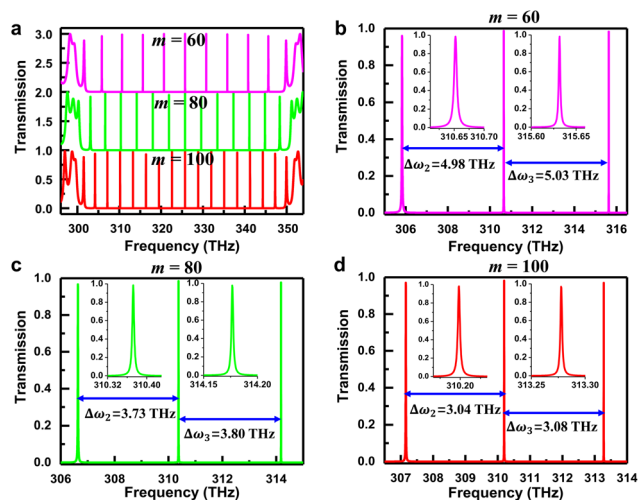 a
m = 60
m = 80
m = 100
Transmission
3.0
2.5
2.0
1.5
1.0
0.5
0.0
300 310 320 330 340 350
Frequency (THz)
b
m = 60
Transmission
1.0
0.8
0.6
0.4
0.2
0.0
1.0
0.8
0.6
0.4
0.2
0.0
310.65 310.70
1.0
0.8
0.6
0.4
0.2
0.0
315.60 315.65
Δω2=4.98 THz
Δω3=5.03 THz
306 308 310 312 314 316
Frequency (THz)
c
m = 80
Transmission
1.0
0.8
0.6
0.4
0.2
0.0
1.0
0.8
0.6
0.4
0.2
0.0
310.32 310.40
1.0
0.8
0.6
0.4
0.2
0.0
314.15 314.20
Δω2=3.73 THz
Δω3=3.80 THz
306 308 310 312 314
Frequency (THz)
d
m = 100
Transmission
1.0
0.8
0.6
0.4
0.2
0.0
1.0
0.8
0.6
0.4
0.2
0.0
310.20
1.0
0.8
0.6
0.4
0.2
0.0
313.25 313.30
Δω2=3.04 THz
Δω3=3.08 THz
307 308 309 310 311 312 313 314
Frequency (THz)